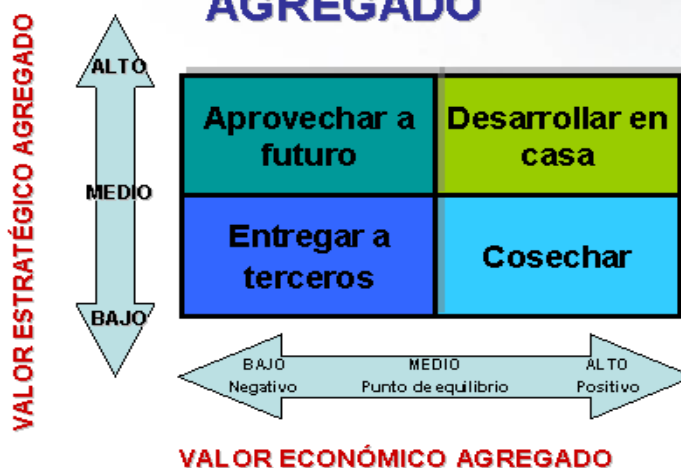 AGREGADO
VALOR ESTRATÉGICO AGREGADO
ALTO
MEDIO
BAJO
Aprovechar a
futuro
Desarrollar en
casa
Entregar a
terceros
Cosechar
BAJO
Negativo
MEDIO
Punto de equilibrio
ALTO
Positivo
VALOR ECONÓMICO AGREGADO